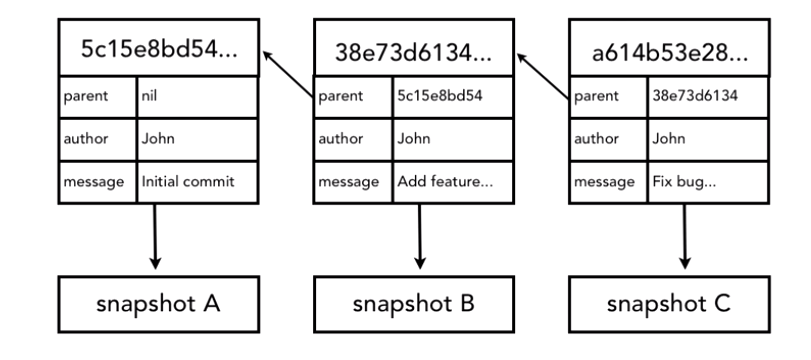 5c15e8bd54...
parent nil
author John
message Initial commit
snapshot A
38e73d6134...
parent 5c15e8bd54
author John
message Add feature...
snapshot B
a614b53e28...
parent 38e73d6134
author John
message Fix bug...
snapshot C